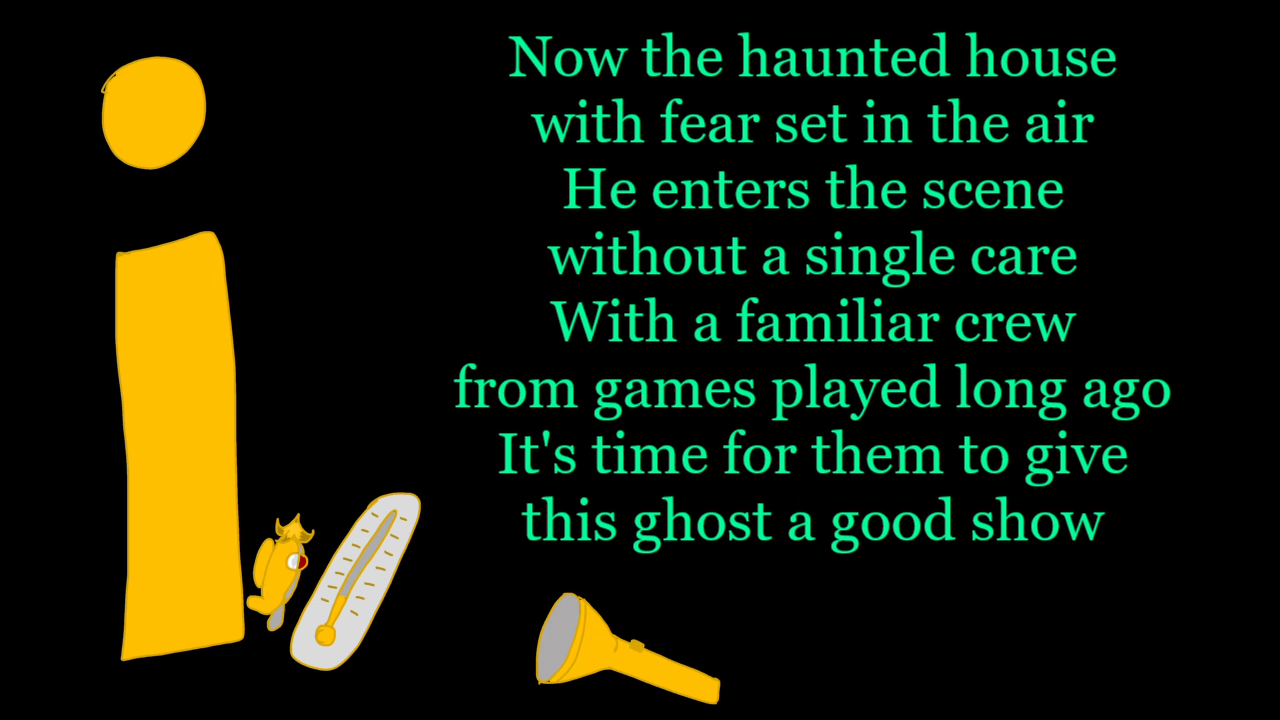 i
Now the haunted house
with fear set in the air
He enters the scene
without a single care
With a familiar crew
from games played long ago
It's time for them to give
this ghost a good show